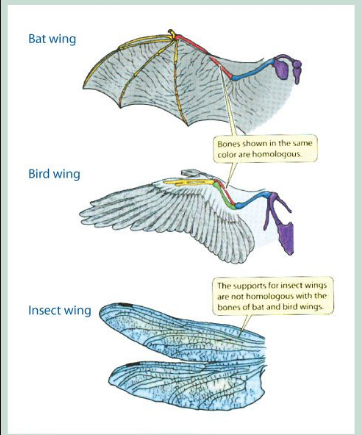 Bat wing
Bones shown in the same
color are homologous.
Bird wing
The supports for insect wings
are not homologous with the
bones of bat and bird wings.
Insect wing